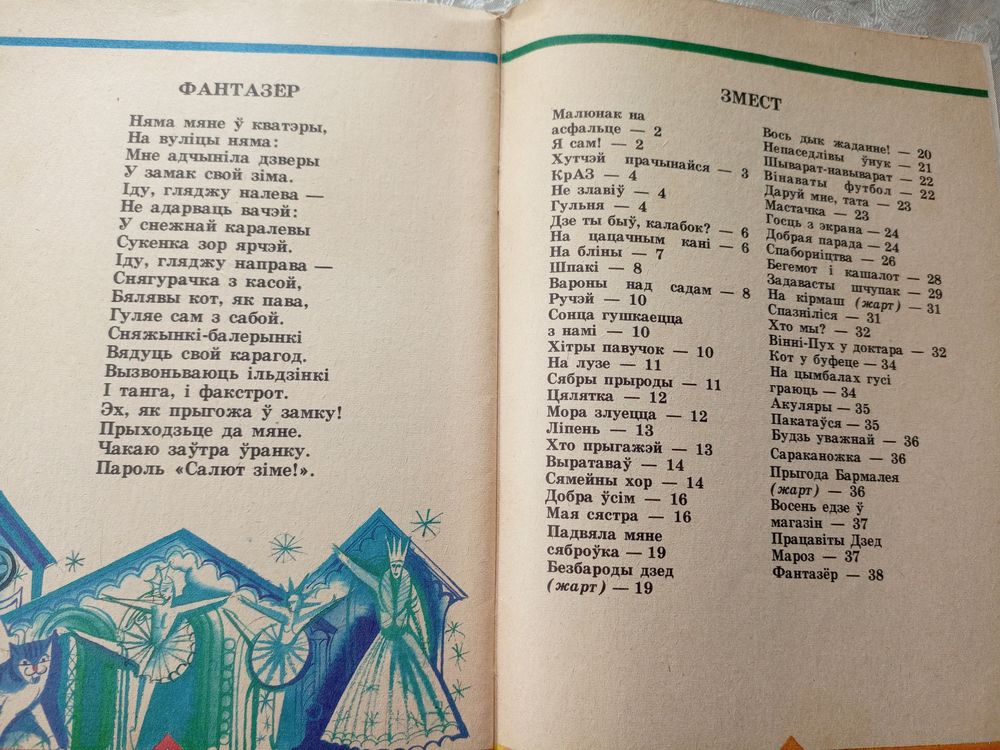 ФАНТАЗЁР
Няма мяне ў кватэры,
На вуліцы няма:
Мне адчыніла дзверы
У замак свой зіма.
Іду, гляджу налева —
Не адарваць вачэй:
У снежнай каралевы
Сукенка зор ярчэй.
Іду, гляджу направа —
Снягурачка з касой,
Бялявы кот, як пава,
Гуляе сам з сабой.
Сняжынкі-балерынкі
Вядуць свой карагод.
Вызвоньваюць ільдзінкі
І танга, і факстрот.
Эх, як прыгожа ў замку!
Прыходзьце да мяне.
Чакаю заўтра ўранку.
Пароль «Салют зіме!».
ЗМЕСТ
Малюнак на
асфальце — 2
Я сам! — 2
Хутчэй прачынайся — 3
КрАЗ — 4
Не злавіў — 4
Гульня — 4
Дзе ты быў, калабок? — 6
На цацачным кані — 6
На бліны — 7
Шпакі — 8
Вароны над садам — 8
Ручэй — 10
Сонца гушкаецца
з намі — 10
Хітры павучок — 10
На лузе — 11
Сябры прыроды — 11
Цялятка — 12
Мора злуецца — 12
Ліпень — 13
Хто прыгажэй — 13
Выратаваў — 14
Сямейны хор — 14
Добра ўсім — 16
Мая сястра — 16
Падвяла мяне
сяброўка — 19
Безбароды дзед
(жарт) — 19
Вось дык жаданне! — 20
Непаседлівы ўнук — 21
Шыварат-навыварат — 22
Вінаваты футбол — 22
Даруй мне, тата — 23
Мастачка — 23
Госць з экрана — 24
Добрая парада — 24
Спаборніцтва — 26
Бегемот і кашалот — 28
Задавасты шчупак — 29
На кірмаш (жарт) — 31
Спазніліся — 31
Хто мы? — 32
Вінні-Пух у доктара — 32
Кот у буфеце — 34
На цымбалах гусі
граюць — 34
Акуляры — 35
Пакатаўся — 35
Будзь уважнай — 36
Сараканожка — 36
Прыгода Бармалея
(жарт) — 36
Восень едзе ў
магазін — 37
Працавіты Дзед
Мароз — 37
Фантазёр — 38